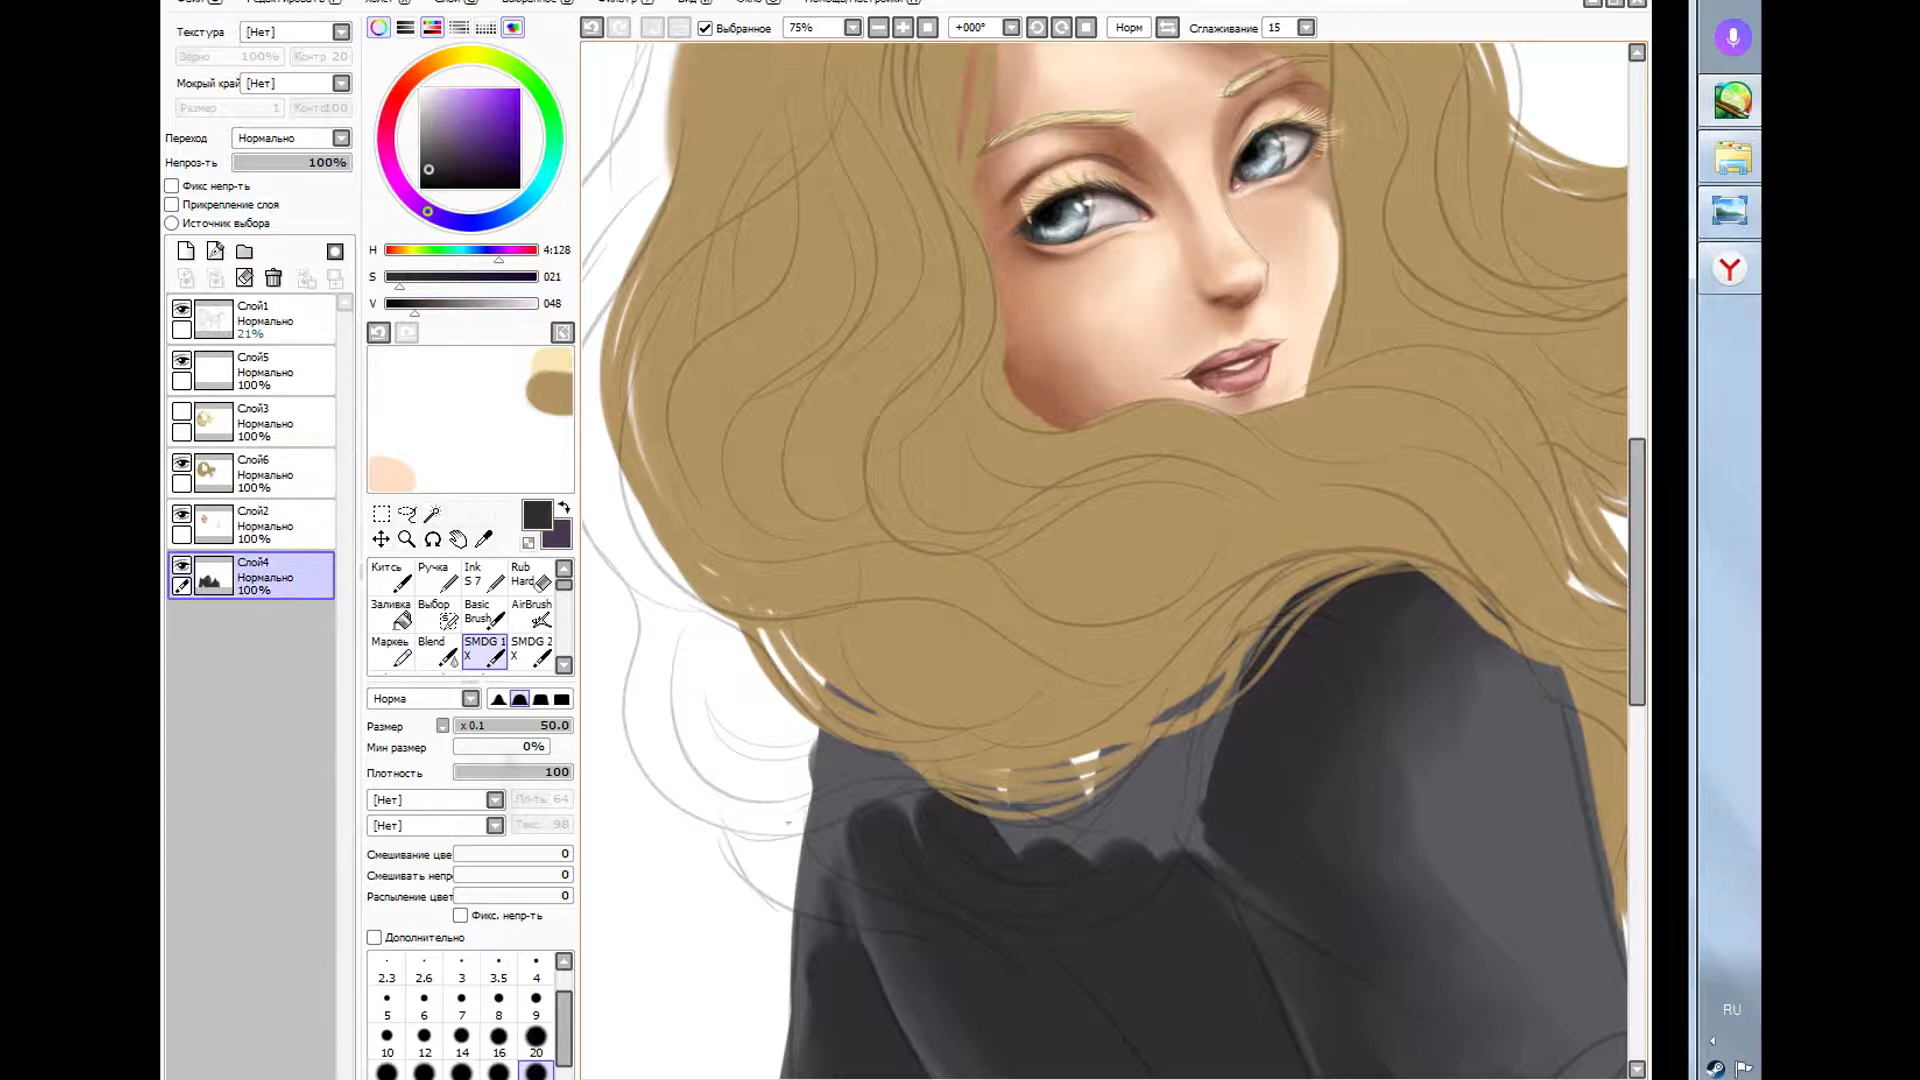 Текстура [Нет]
Зерно 100% Контр 20
Мокрый край [Нет]
Размер 1 Контс 100
Переход Нормально
Непроз-ть 100%
Фикс непр-ть
Прикрепление слоя
Источник выбора
Слой1
Нормально
21%
Слой5
Нормально
100%
Слой3
Нормально
100%
Слой6
Нормально
100%
Слой2
Нормально
100%
Слой4
Нормально
100%
H 4:128
S 021
V 048
Китсь Ручка Ink S 7 Rub Hard
Заливка Выбор Basic Brush AirBrush
Маркеь Blend SMDG 1 X SMDG 2 X
Норма
Размер x 0.1 50.0
Мин размер 0%
Плотность 100
[Нет] Пл-ть: 64
[Нет] Текс: 98
Смешивание цве 0
Смешивать непр 0
Распыление цвет 0
Фикс. непр-ть
Дополнительно
2.3 2.6 3 3.5 4
5 6 7 8 9
10 12 14 16 20
Выбранное 75% +000° Норм Сглаживание 15
Y
RU